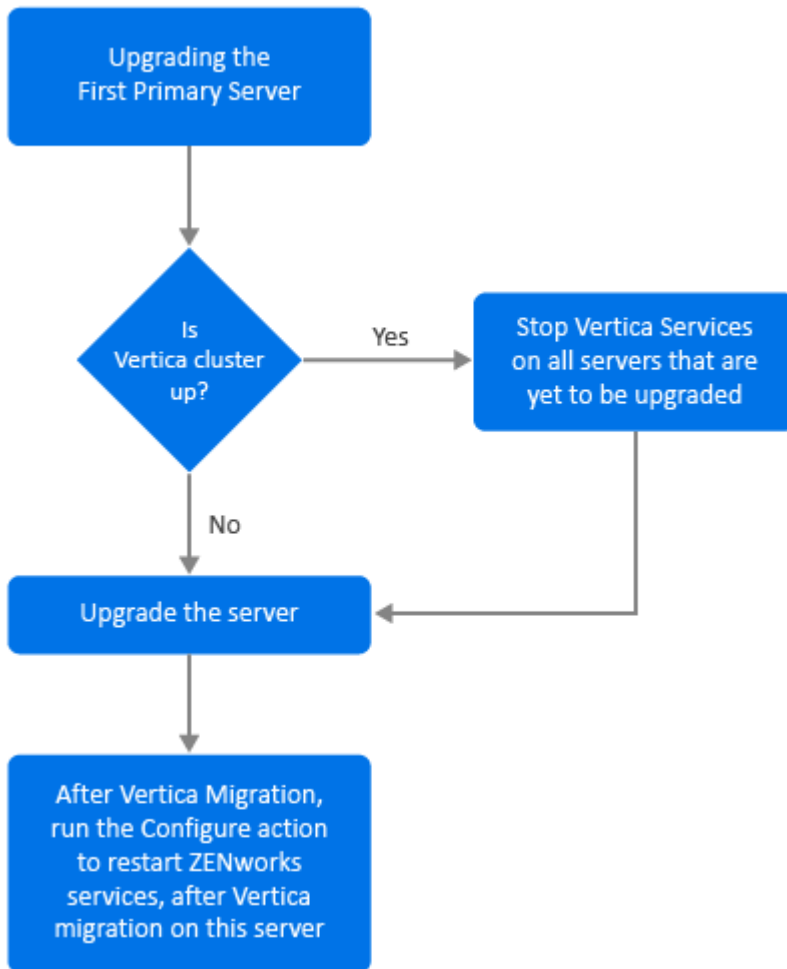 Upgrading the
First Primary Server
Is
Vertica cluster
up?
Yes
Stop Vertica Services
on all servers that are
yet to be upgraded
No
Upgrade the server
After Vertica Migration,
run the Configure action
to restart ZENworks
services, after Vertica
migration on this server